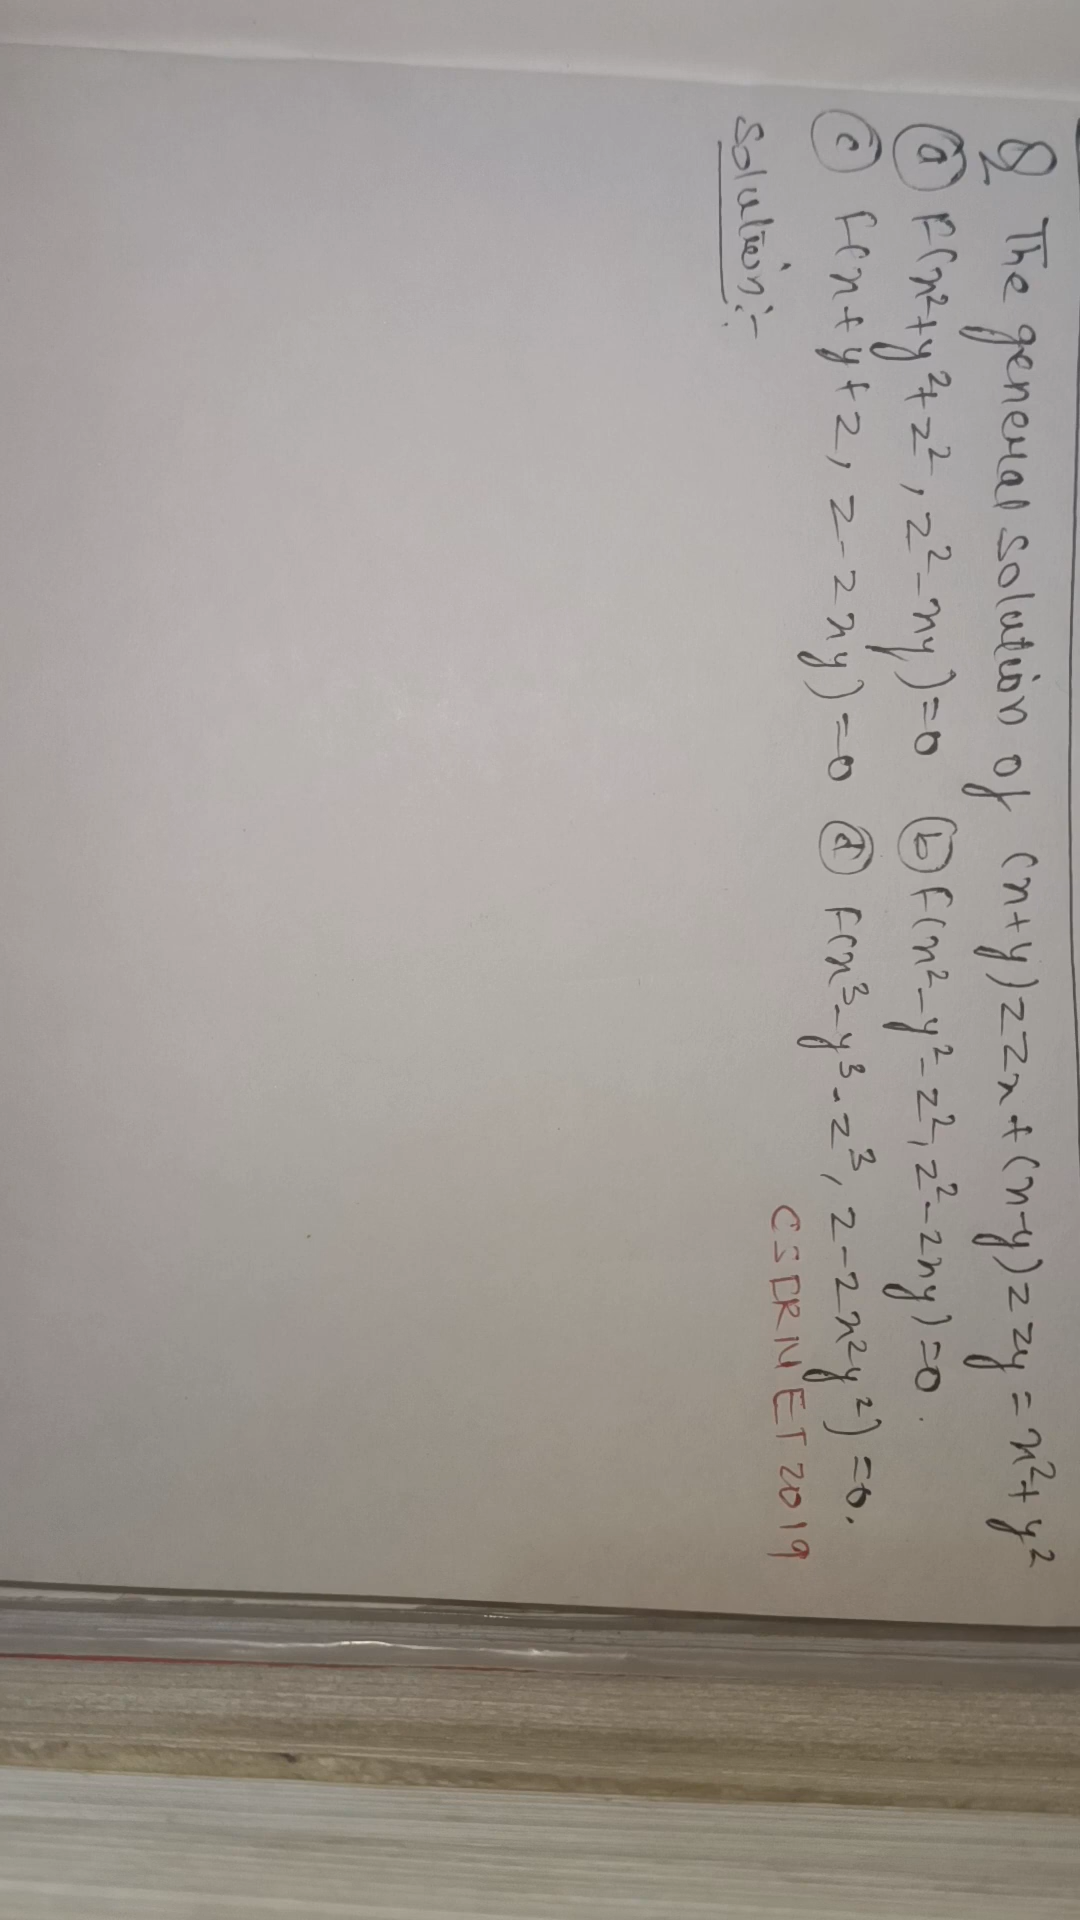 Q The general solution of (x+y)zzx+(x-y)zzy = x²+y²
ⓐ F(x²+y²+z², z²-xy)=0 ⓑ F(x²-y²-z², z²-2xy)=0.
ⓒ F(x+y+z, z-2xy)=0 ⓓ F(x³-y³-z³, z-2x²y²)=0.
CSIR NET 2019
Solution:-